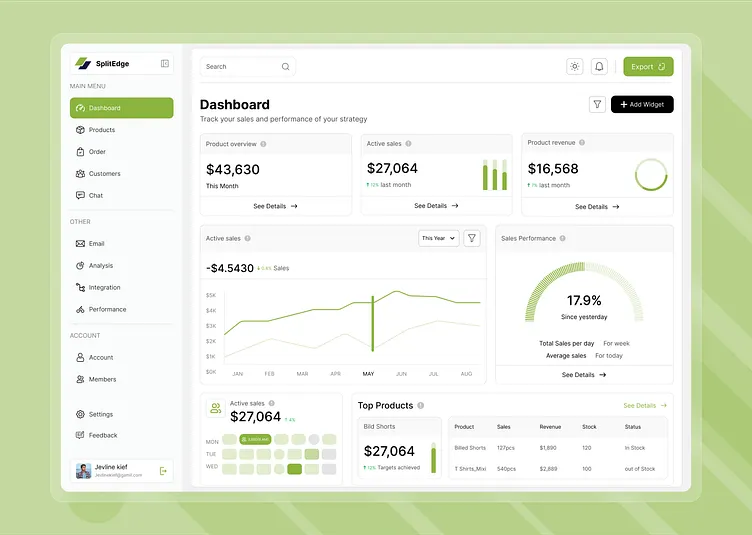 SplitEdge
MAIN MENU
Dashboard
Products
Order
Customers
Chat
OTHER
Email
Analysis
Integration
Performance
ACCOUNT
Account
Members
Settings
Feedback
Jevline kief
Search
Export
Dashboard
Track your sales and performance of your strategy
Add Widget
Product overview
$43,630
This Month
See Details
Active sales
$27,064
12% last month
See Details
Product revenue
$16,568
7% last month
See Details
Active sales
This Year
-$4.5430
Sales
$5K
$4K
$3K
$2K
$1K
$0K
JAN FEB MAR APR MAY JUN JUL AUG
Sales Performance
17.9%
Since yesterday
Total Sales per day For week
Average sales For today
See Details
Active sales
$27,064
MON
TUE
WED
Top Products
See Details
Bild Shorts
$27,064
12% Targets achieved
Product Sales Revenue Stock Status
Billed Shorts 127pcs $1,890 120 In Stock
T Shirts_Mixi 540pcs $2,889 100 out of Stock